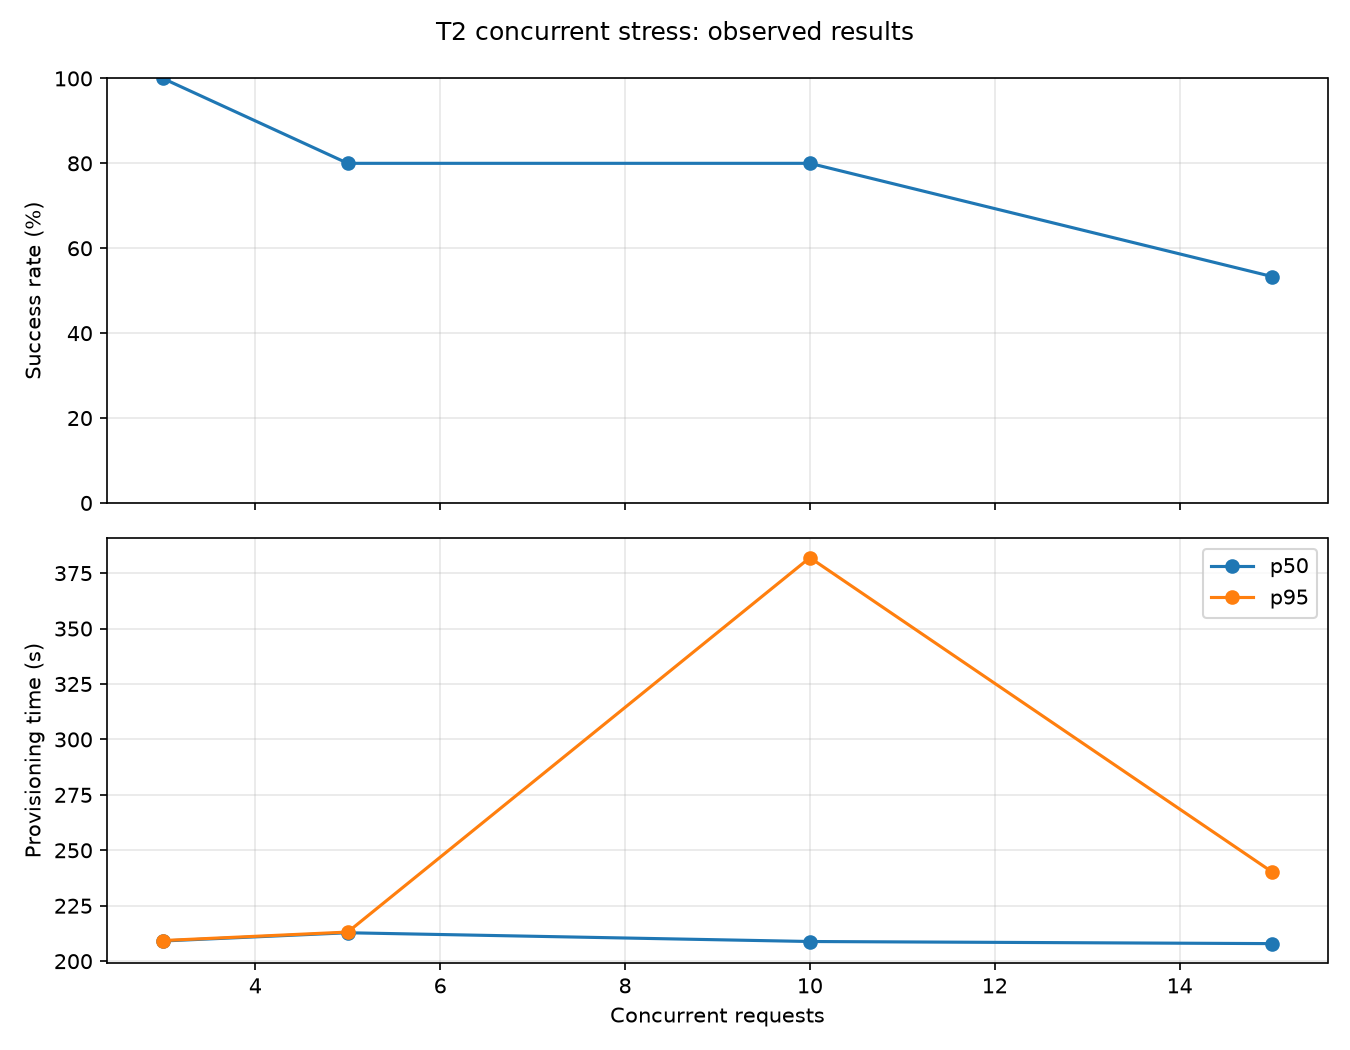 T2 concurrent stress: observed results
100
80
60
40
20
0
Success rate (%)
375
350
325
300
275
250
225
200
Provisioning time (s)
p50
p95
4 6 8 10 12 14
Concurrent requests